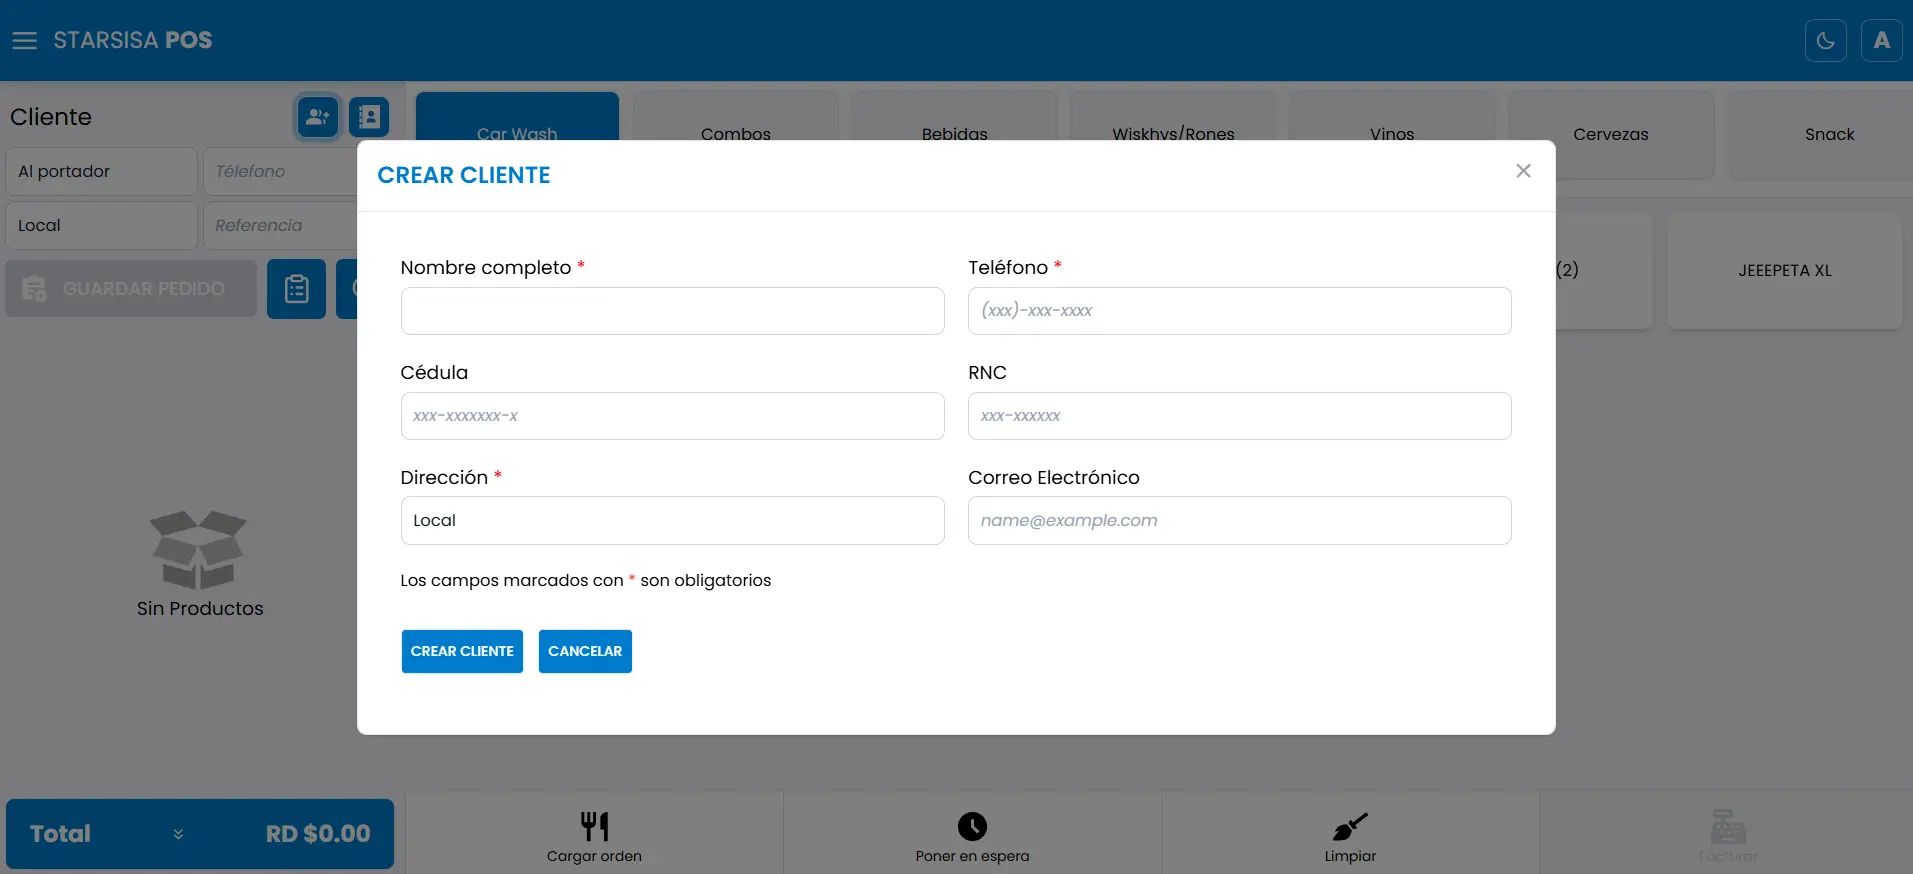 STARSISA POS
A
Cliente
Car Wash
Combos
Bebidas
Wiskhys/Rones
Vinos
Cervezas
Snack
Al portador
Téléfono
Local
Referencia
GUARDAR PEDIDO
(2)
JEEEPETA XL
CREAR CLIENTE
Nombre completo *
Teléfono *
(xxx)-xxx-xxxx
Cédula
RNC
xxx-xxxxxxx-x
xxx-xxxxxx
Dirección *
Correo Electrónico
Local
name@example.com
Los campos marcados con * son obligatorios
CREAR CLIENTE
CANCELAR
Sin Productos
Total
RD $0.00
Cargar orden
Poner en espera
Limpiar
Facturar